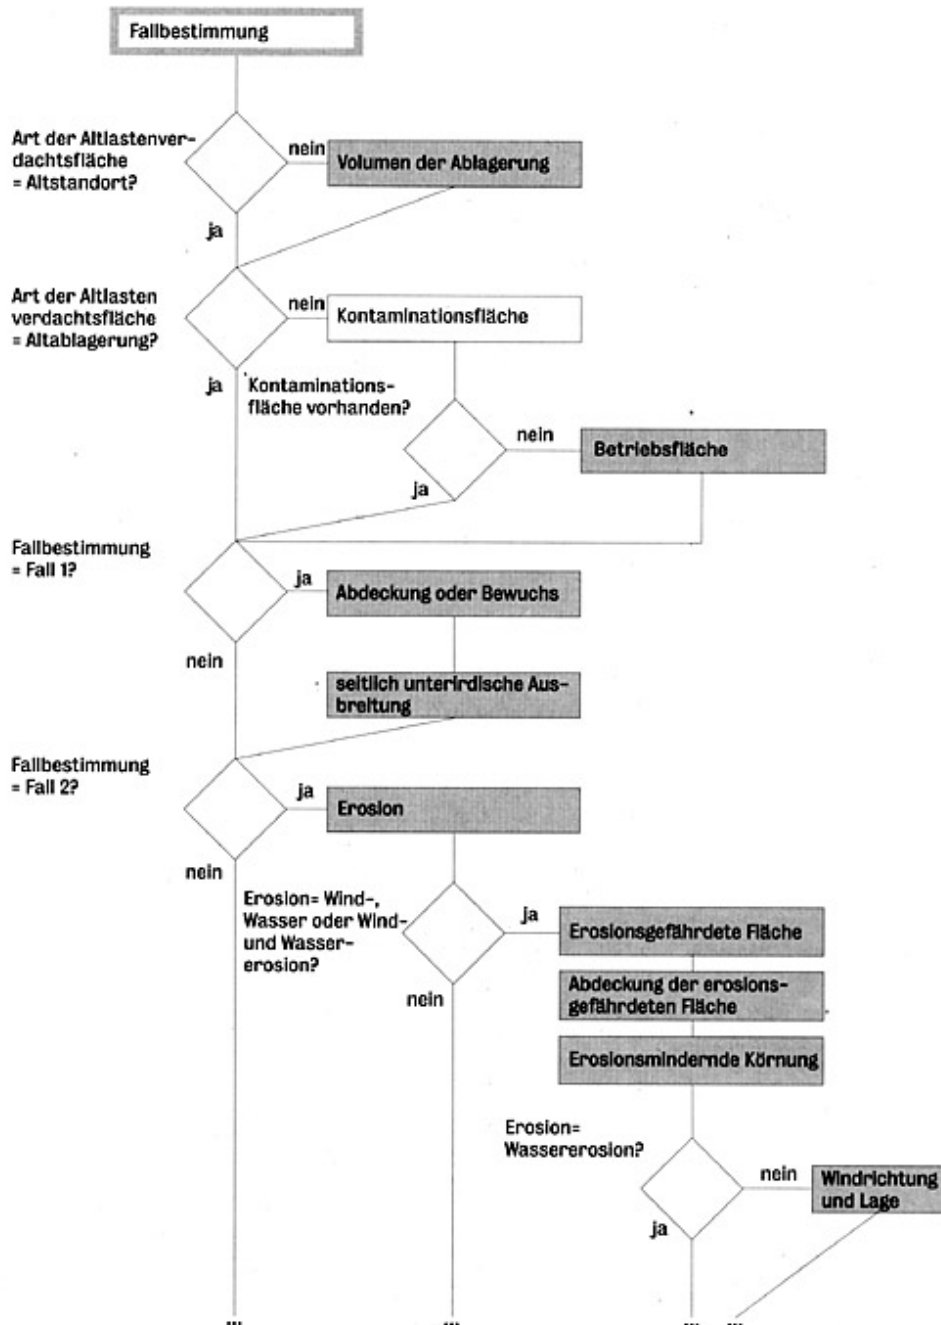 Fallbestimmung
Art der Altlastenver-
dachtsfläche
= Altstandort?
nein
Volumen der Ablagerung
ja
Art der Altlasten
verdachtsfläche
= Altablagerung?
nein
Kontaminationsfläche
ja
Kontaminations-
fläche vorhanden?
nein
Betriebsfläche
ja
Fallbestimmung
= Fall 1?
ja
Abdeckung oder Bewuchs
nein
seitlich unterirdische Aus-
breitung
Fallbestimmung
= Fall 2?
ja
Erosion
nein
Erosion= Wind-,
Wasser oder Wind-
und Wasser-
erosion?
ja
Erosionsgefährdete Fläche
nein
Abdeckung der erosions-
gefährdeten Fläche
Erosionsmindernde Körnung
Erosion=
Wassererosion?
nein
Windrichtung
und Lage
ja